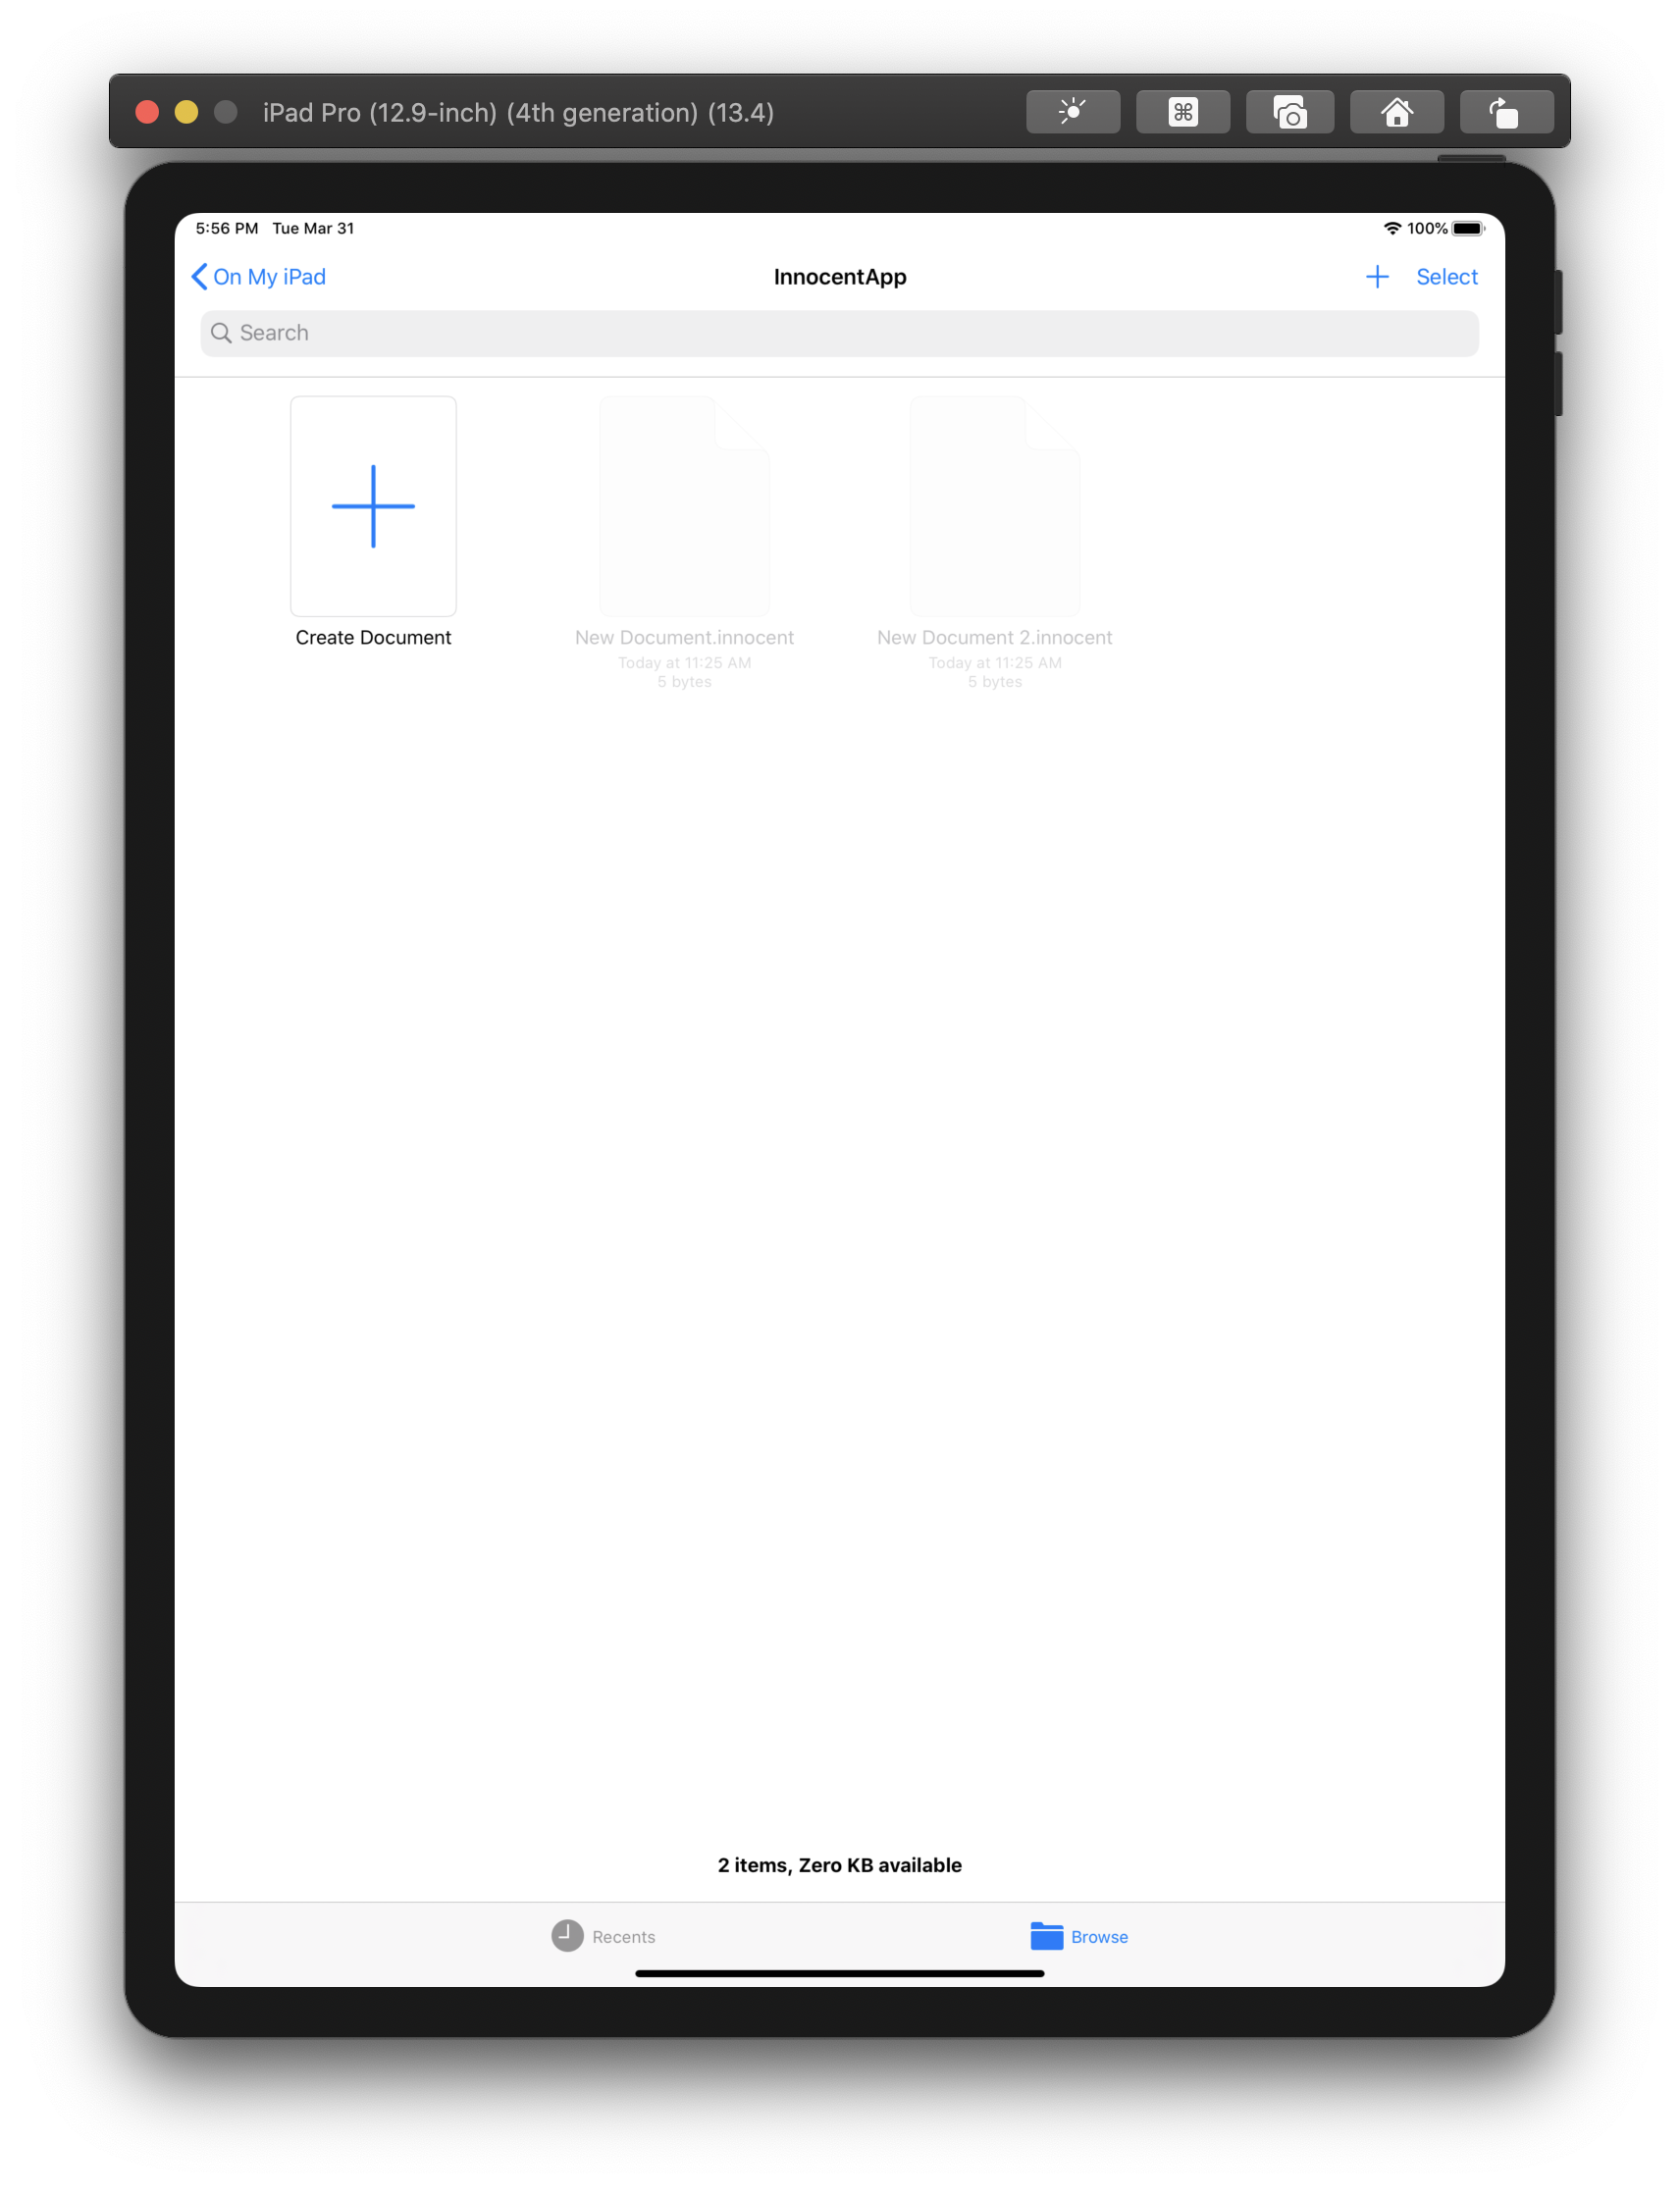 iPad Pro (12.9-inch) (4th generation) (13.4)
5:56 PM Tue Mar 31
100%
On My iPad
InnocentApp
Select
Search
Create Document
New Document.innocent
Today at 11:25 AM
5 bytes
New Document 2.innocent
Today at 11:25 AM
5 bytes
2 items, Zero KB available
Recents
Browse